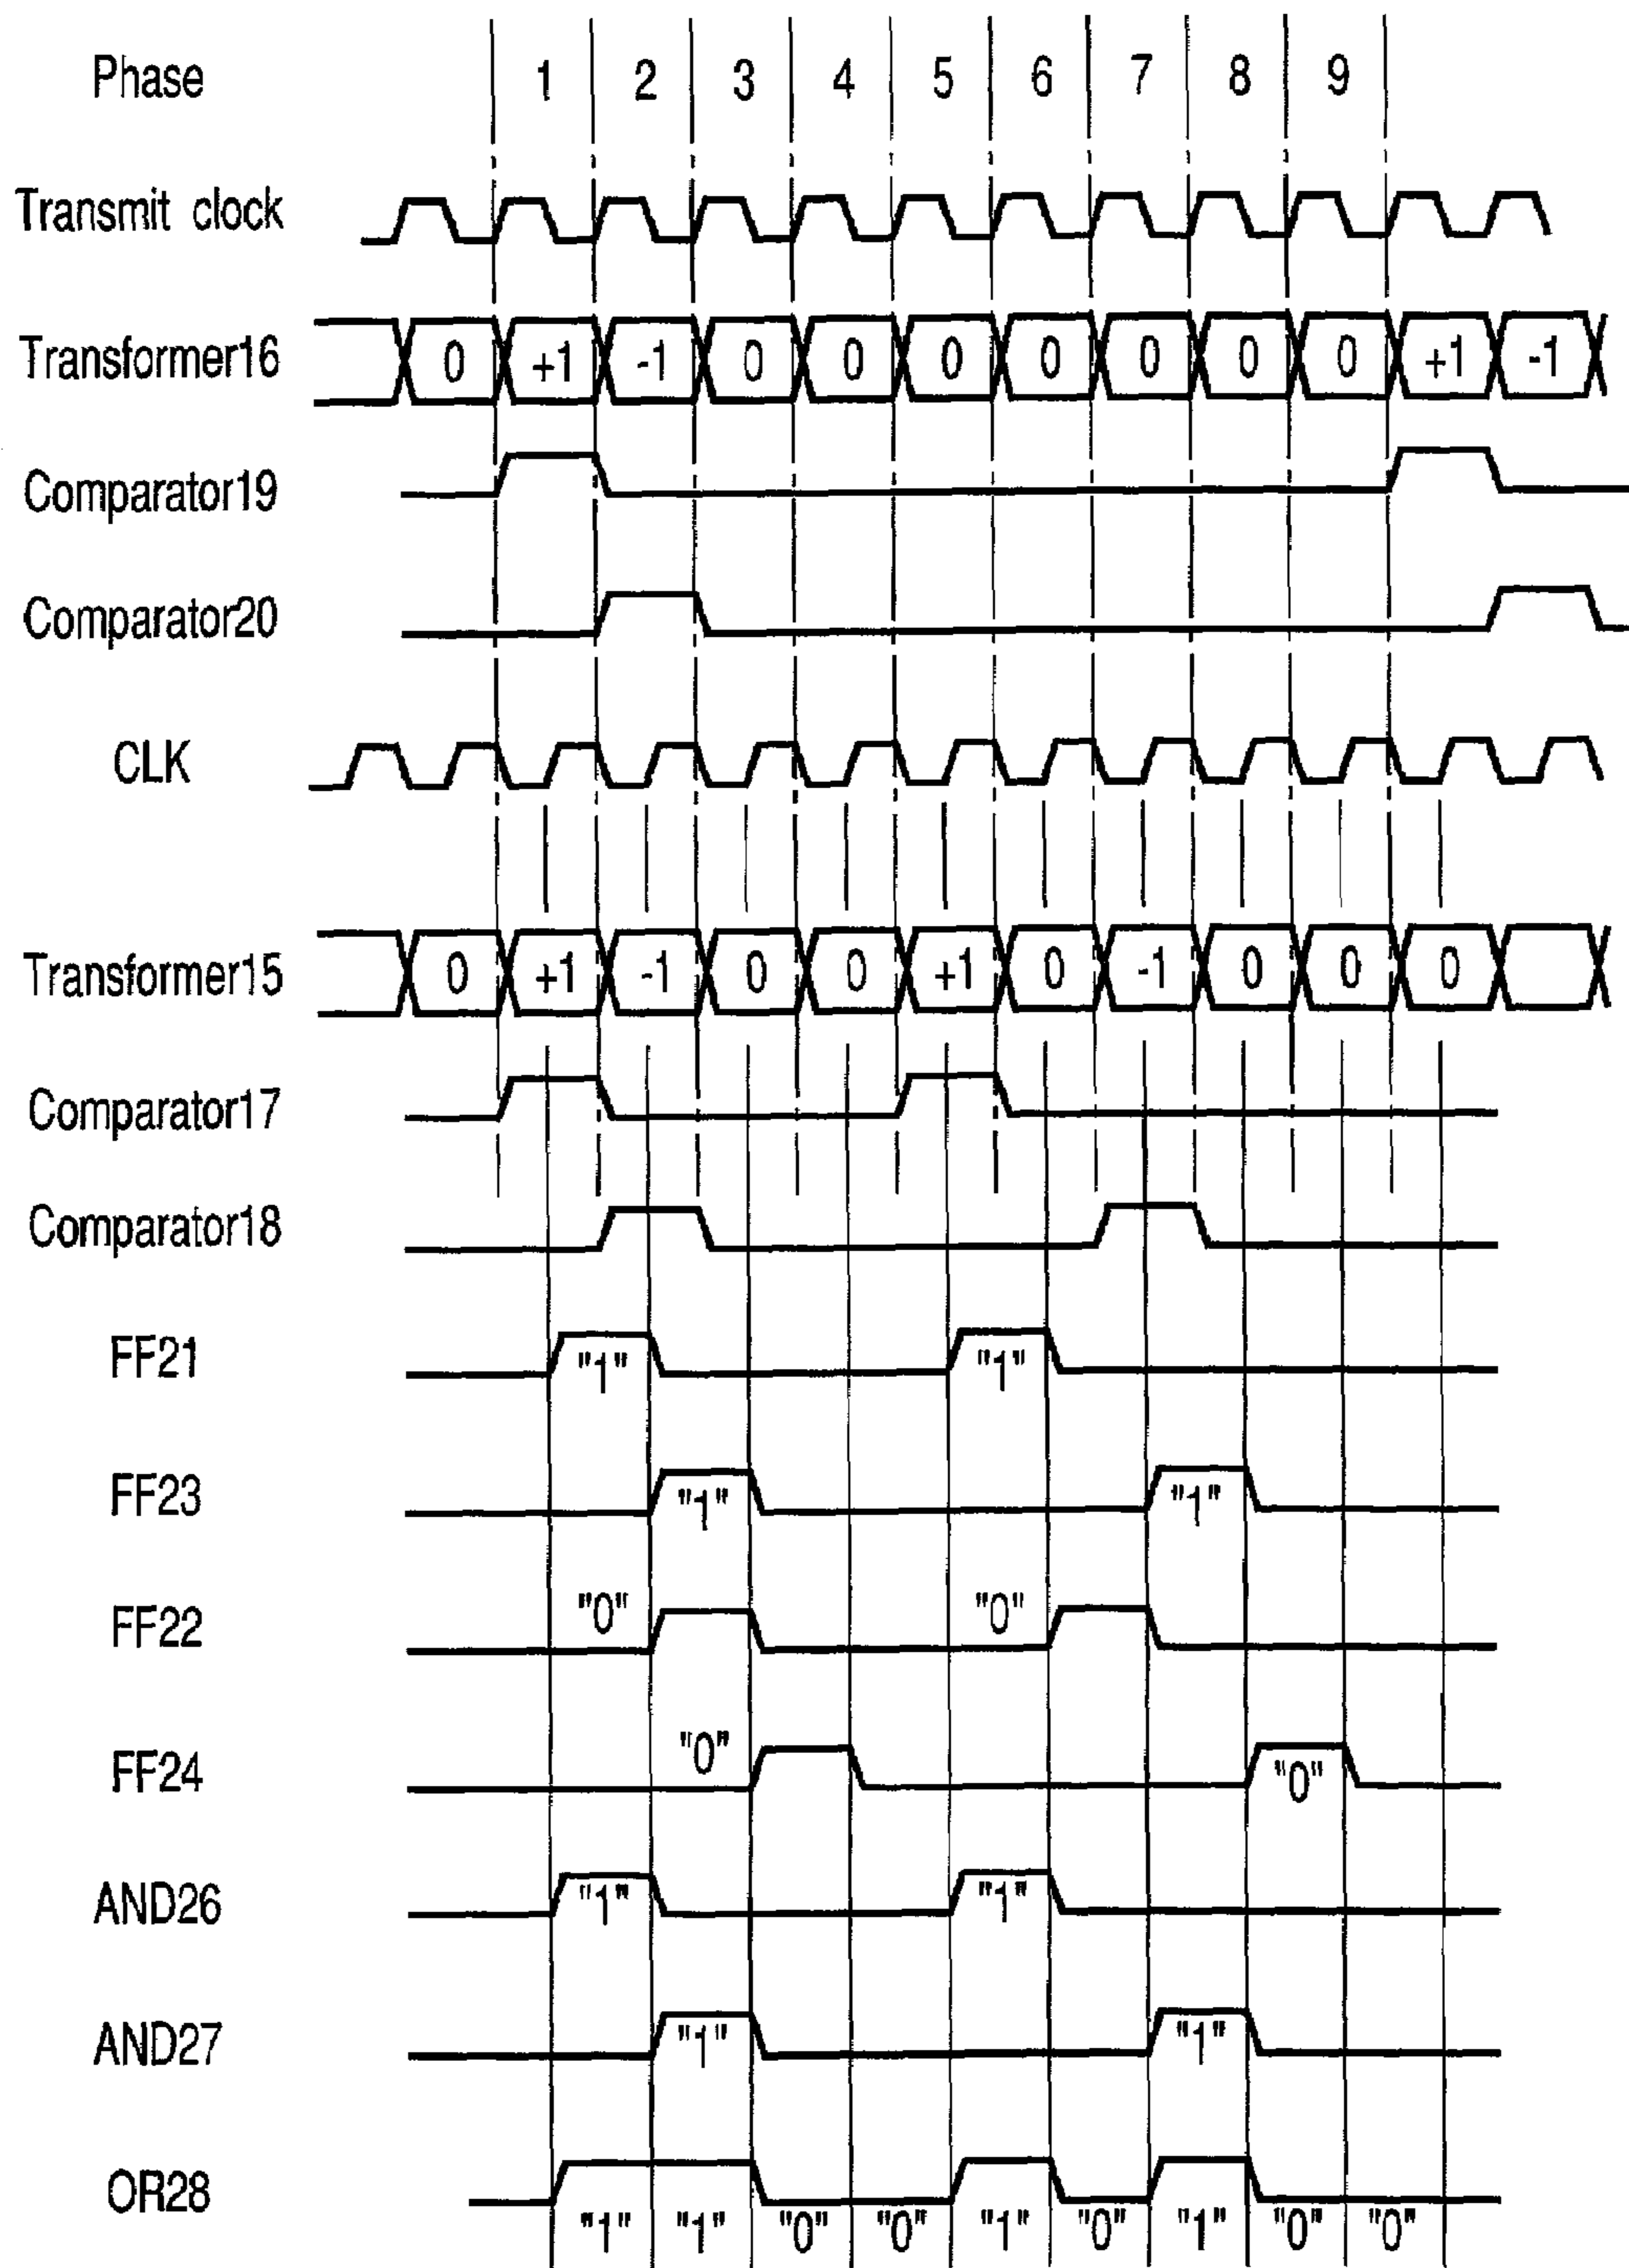 Phase 1 2 3 4 5 6 7 8 9
Transmit clock
Transformer16 0 +1 -1 0 0 0 0 0 0 0 +1 -1
Comparator19
Comparator20
CLK
Transformer15 0 +1 -1 0 0 +1 0 -1 0 0 0
Comparator17
Comparator18
FF21 "1" "1"
FF23 "1" "1"
FF22 "0" "0"
FF24 "0" "0"
AND26 "1" "1"
AND27 "1" "1"
OR28 "1" "1" "0" "0" "1" "0" "1" "0" "0"